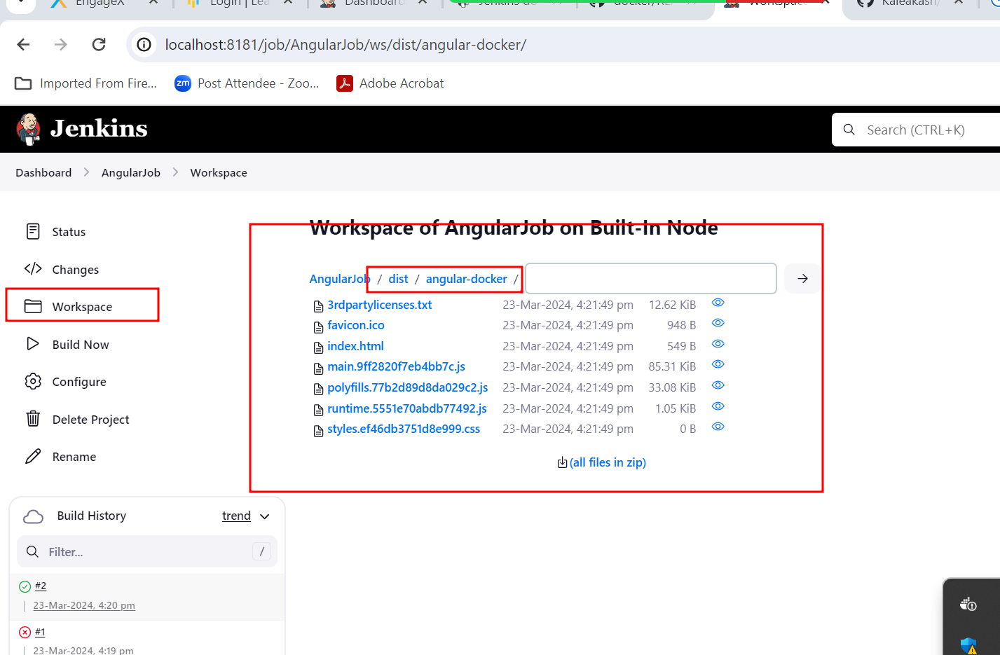 EngageX
Login | Lea
Dashboard
Jenkins do
docker/
Workspac
Kaleakash/
localhost:8181/job/AngularJob/ws/dist/angular-docker/
Imported From Fire...
zm Post Attendee - Zoo...
Adobe Acrobat
Jenkins
Search (CTRL+K)
Dashboard > AngularJob > Workspace
Status
Changes
Workspace
Build Now
Configure
Delete Project
Rename
Workspace of AngularJob on Built-In Node
AngularJob / dist / angular-docker /
3rdpartylicenses.txt 23-Mar-2024, 4:21:49 pm 12.62 KiB
favicon.ico 23-Mar-2024, 4:21:49 pm 948 B
index.html 23-Mar-2024, 4:21:49 pm 549 B
main.9ff2820f7eb4bb7c.js 23-Mar-2024, 4:21:49 pm 85.31 KiB
polyfills.77b2d89d8da029c2.js 23-Mar-2024, 4:21:49 pm 33.08 KiB
runtime.5551e70abdb77492.js 23-Mar-2024, 4:21:49 pm 1.05 KiB
styles.ef46db3751d8e999.css 23-Mar-2024, 4:21:49 pm 0 B
(all files in zip)
Build History trend
Filter... /
#2
23-Mar-2024, 4:20 pm
#1
23-Mar-2024, 4:19 pm